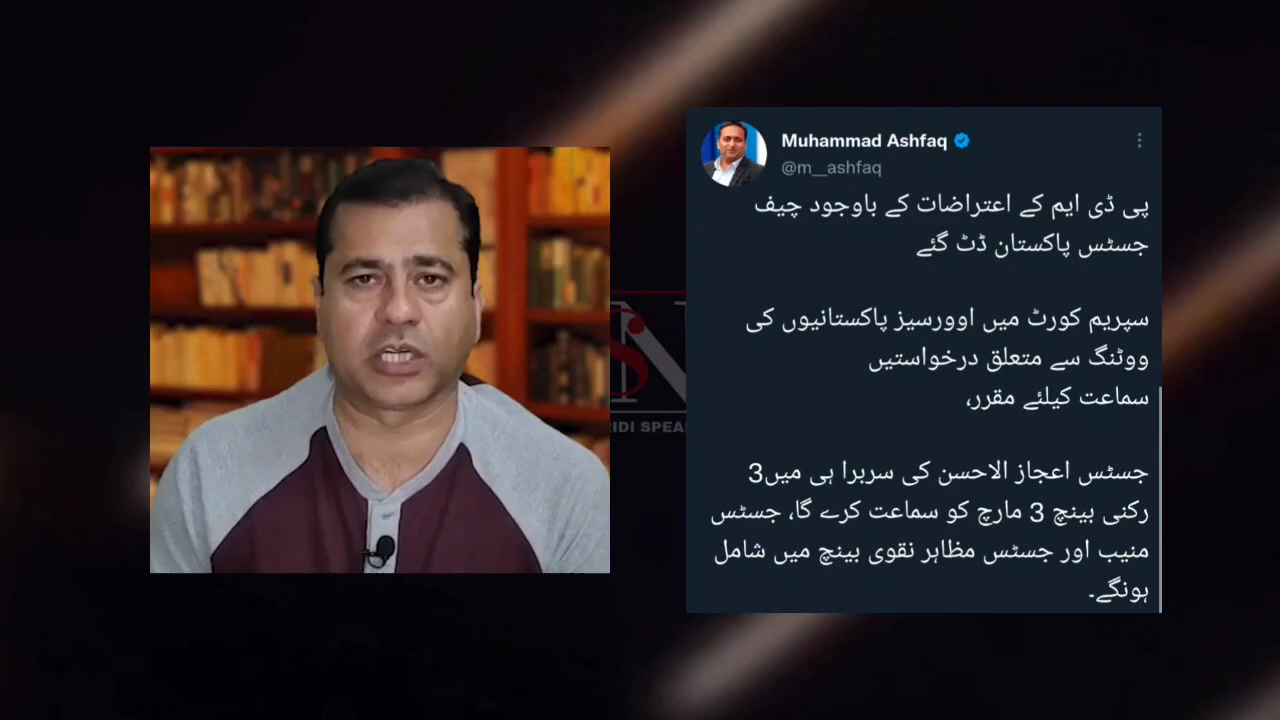 Muhammad Ashfaq
@m__ashfaq
پی ڈی ایم کے اعتراضات کے باوجود چیف
جسٹس پاکستان ڈٹ گئے
سپریم کورٹ میں اوورسیز پاکستانیوں کی
ووٹنگ سے متعلق درخواستیں
سماعت کیلئے مقرر،
جسٹس اعجاز الاحسن کی سربرا ہی میں3
رکنی بینچ 3 مارچ کو سماعت کرے گا، جسٹس
منیب اور جسٹس مظاہر نقوی بینچ میں شامل
ہونگے۔